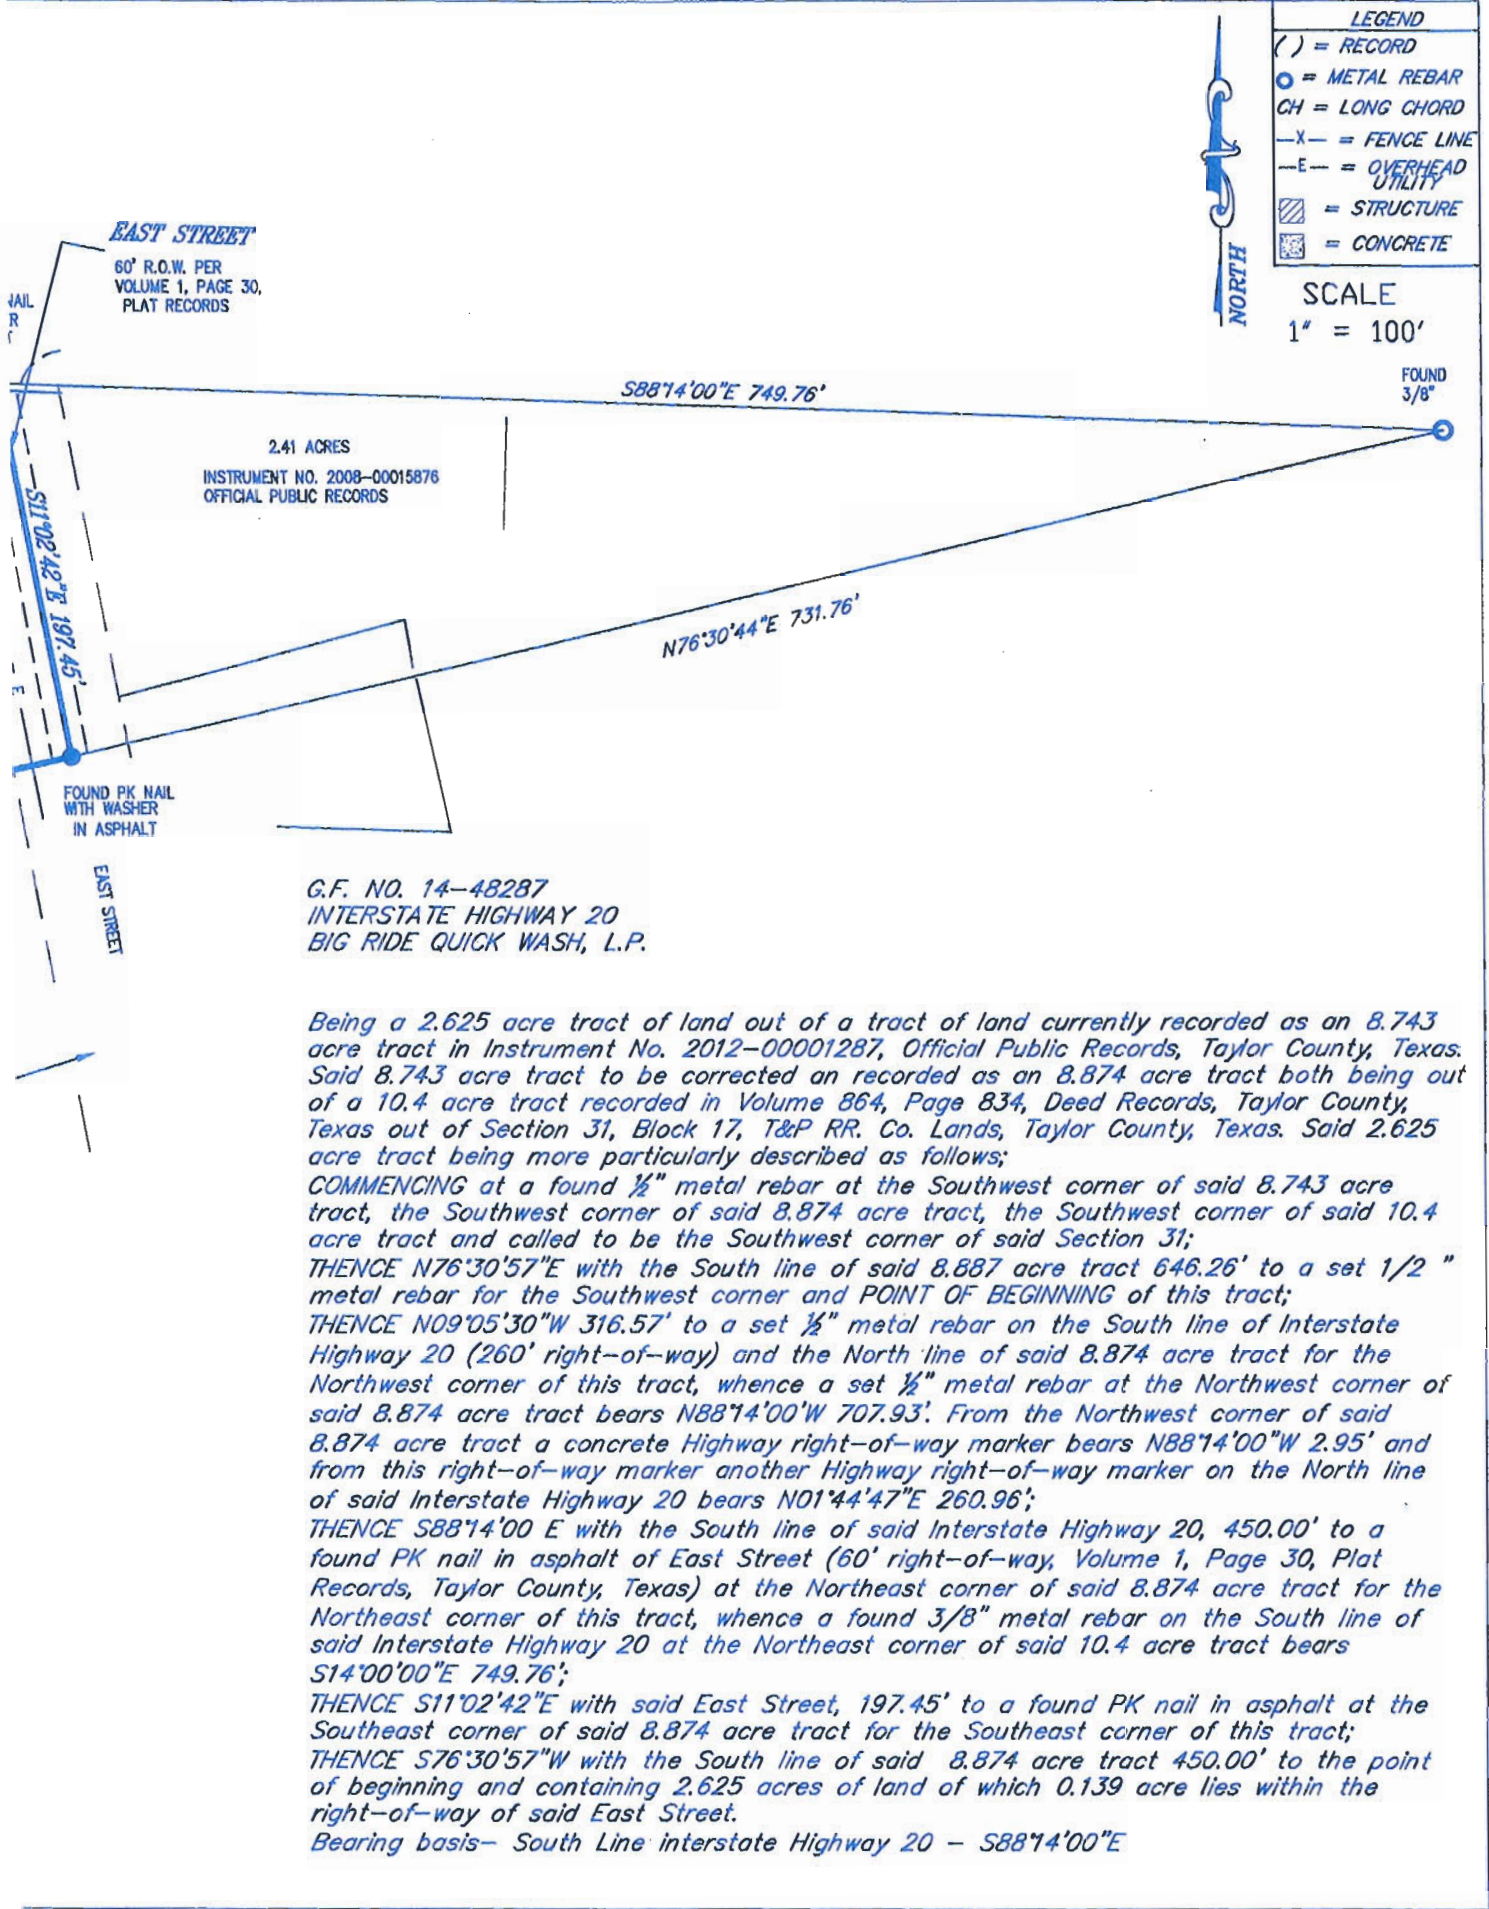 LEGEND
( ) = RECORD
= METAL REBAR
CH = LONG CHORD
—X— = FENCE LINE
—E— = OVERHEAD
UTILITY
= STRUCTURE
= CONCRETE
NORTH
SCALE
1" = 100'
EAST STREET
60' R.O.W. PER
VOLUME 1, PAGE 30,
PLAT RECORDS
FOUND
3/8"
S88°14'00"E 749.76'
2.41 ACRES
INSTRUMENT NO. 2008-00015876
OFFICIAL PUBLIC RECORDS
S11°02'42"E 197.45'
N76°30'44"E 731.76'
E
FOUND PK NAIL
WITH WASHER
IN ASPHALT
EAST STREET
G.F. NO. 14-48287
INTERSTATE HIGHWAY 20
BIG RIDE QUICK WASH, L.P.
Being a 2.625 acre tract of land out of a tract of land currently recorded as an 8.743
acre tract in Instrument No. 2012-00001287, Official Public Records, Taylor County, Texas.
Said 8.743 acre tract to be corrected an recorded as an 8.874 acre tract both being out
of a 10.4 acre tract recorded in Volume 864, Page 834, Deed Records, Taylor County,
Texas out of Section 31, Block 17, T&P RR. Co. Lands, Taylor County, Texas. Said 2.625
acre tract being more particularly described as follows;
COMMENCING at a found ½" metal rebar at the Southwest corner of said 8.743 acre
tract, the Southwest corner of said 8.874 acre tract, the Southwest corner of said 10.4
acre tract and called to be the Southwest corner of said Section 31;
THENCE N76°30'57"E with the South line of said 8.887 acre tract 646.26' to a set 1/2 "
metal rebar for the Southwest corner and POINT OF BEGINNING of this tract;
THENCE N09°05'30"W 316.57' to a set ½" metal rebar on the South line of Interstate
Highway 20 (260' right-of-way) and the North line of said 8.874 acre tract for the
Northwest corner of this tract, whence a set ½" metal rebar at the Northwest corner of
said 8.874 acre tract bears N88°14'00'W 707.93'. From the Northwest corner of said
8.874 acre tract a concrete Highway right-of-way marker bears N88°14'00"W 2.95' and
from this right-of-way marker another Highway right-of-way marker on the North line
of said Interstate Highway 20 bears N01°44'47"E 260.96';
THENCE S88°14'00 E with the South line of said Interstate Highway 20, 450.00' to a
found PK nail in asphalt of East Street (60' right-of-way, Volume 1, Page 30, Plat
Records, Taylor County, Texas) at the Northeast corner of said 8.874 acre tract for the
Northeast corner of this tract, whence a found 3/8" metal rebar on the South line of
said Interstate Highway 20 at the Northeast corner of said 10.4 acre tract bears
S14°00'00"E 749.76';
THENCE S11°02'42"E with said East Street, 197.45' to a found PK nail in asphalt at the
Southeast corner of said 8.874 acre tract for the Southeast corner of this tract;
THENCE S76°30'57"W with the South line of said 8.874 acre tract 450.00' to the point
of beginning and containing 2.625 acres of land of which 0.139 acre lies within the
right-of-way of said East Street.
Bearing basis- South Line interstate Highway 20 - S88°14'00"E